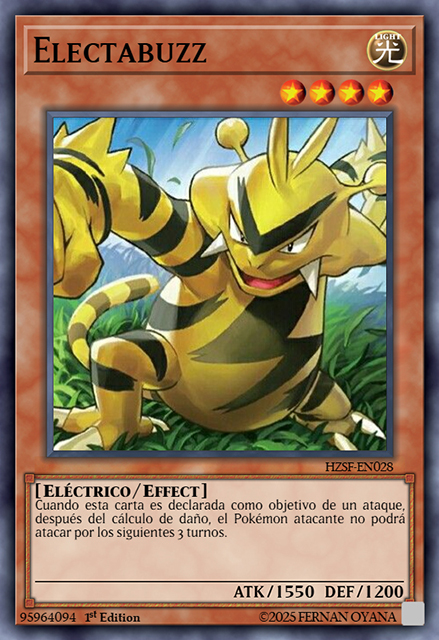 ELECTABUZZ
LIGHT
光
HZSF-EN028
[ELÉCTRICO/EFFECT]
Cuando esta carta es declarada como objetivo de un ataque,
después del cálculo de daño, el Pokémon atacante no podrá
atacar por los siguientes 3 turnos.
ATK/1550 DEF/1200
95964094 1st Edition ©2025 FERNAN OYANA